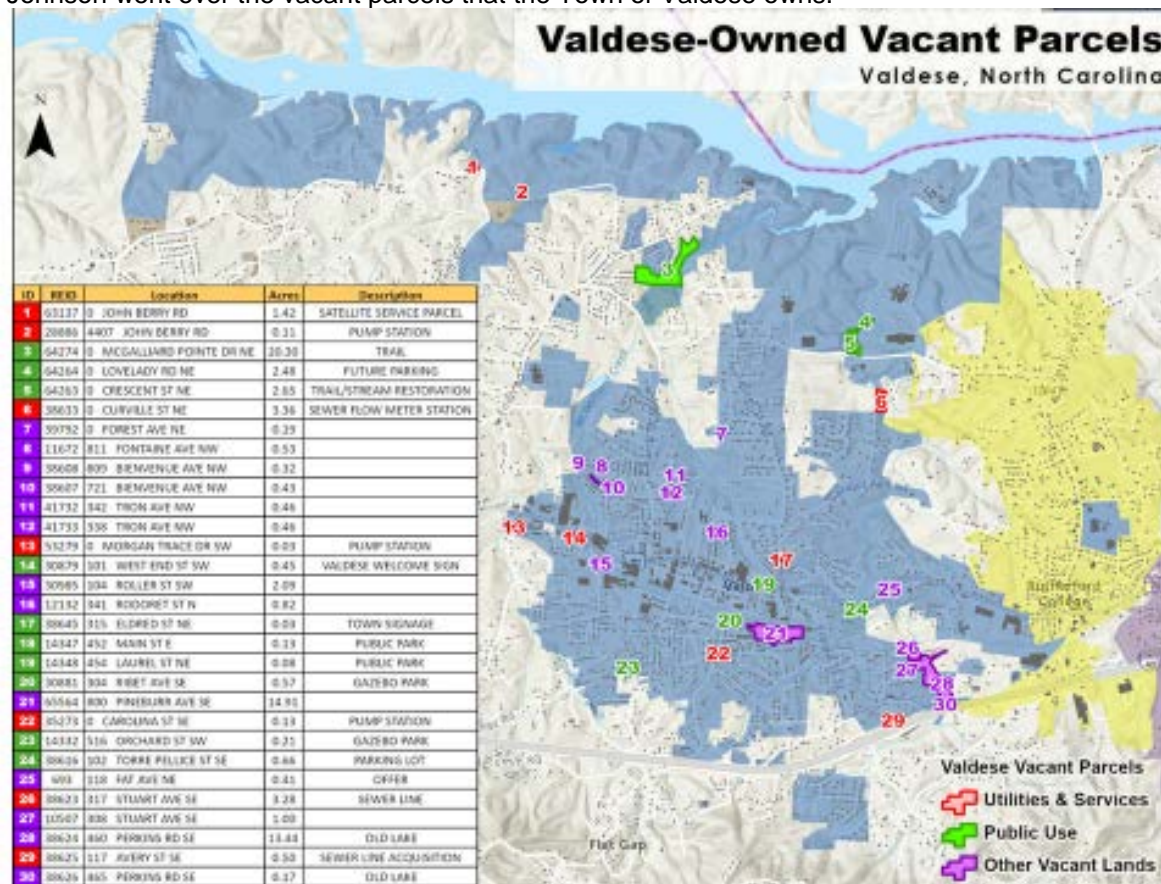 Johnson went over the vacant parcels that the Town of Valdese owns.
Valdese-Owned Vacant Parcels
Valdese, North Carolina
N
ID REID Location Acres Description
1 63137 0 JOHN BERRY RD 1.42 SATELLITE SERVICE PARCEL
2 28886 4407 JOHN BERRY RD 0.11 PUMP STATION
3 64274 0 MCGALLIARD POINTE DR NE 20.30 TRAIL
4 64264 0 LOVELADY RD NE 2.48 FUTURE PARKING
5 64263 0 CRESCENT ST NE 2.65 TRAIL/STREAM RESTORATION
6 38633 0 CURVILLE ST NE 3.36 SEWER FLOW METER STATION
7 39792 0 FOREST AVE NE 0.19
8 11672 811 FONTAINE AVE NW 0.53
9 38608 809 BIENVENUE AVE NW 0.32
10 38607 721 BIENVENUE AVE NW 0.43
11 41732 342 TRON AVE NW 0.46
12 41733 338 TRON AVE NW 0.46
13 53279 0 MORGAN TRACE DR SW 0.03 PUMP STATION
14 30879 101 WEST END ST SW 0.45 VALDESE WELCOME SIGN
15 30985 104 ROLLER ST SW 2.09
16 12132 341 RODORET ST N 0.82
17 38645 315 ELDRED ST NE 0.03 TOWN SIGNAGE
18 14347 452 MAIN ST E 0.13 PUBLIC PARK
19 14348 454 LAUREL ST NE 0.08 PUBLIC PARK
20 30881 304 RIBET AVE SE 0.57 GAZEBO PARK
21 65564 800 PINEBURR AVE SE 14.91
22 35273 0 CAROLINA ST SE 0.13 PUMP STATION
23 14332 516 ORCHARD ST SW 0.21 GAZEBO PARK
24 38616 102 TORRE PELLICE ST SE 0.66 PARKING LOT
25 693 118 FAT AVE NE 0.41 OFFER
26 38623 317 STUART AVE SE 3.28 SEWER LINE
27 10507 308 STUART AVE SE 1.00
28 38624 860 PERKINS RD SE 13.44 OLD LAKE
29 38625 117 AVERY ST SE 0.50 SEWER LINE ACQUISITION
30 38626 865 PERKINS RD SE 0.17 OLD LAKE
2
3
4
5
7
9 8
10
11
12
13
14
16
15
17
19
25
24
20
21
22
23
26
27
28
30
29
Rutherford
College
Flat Gap
Valdese Vacant Parcels
Utilities & Services
Public Use
Other Vacant Lands